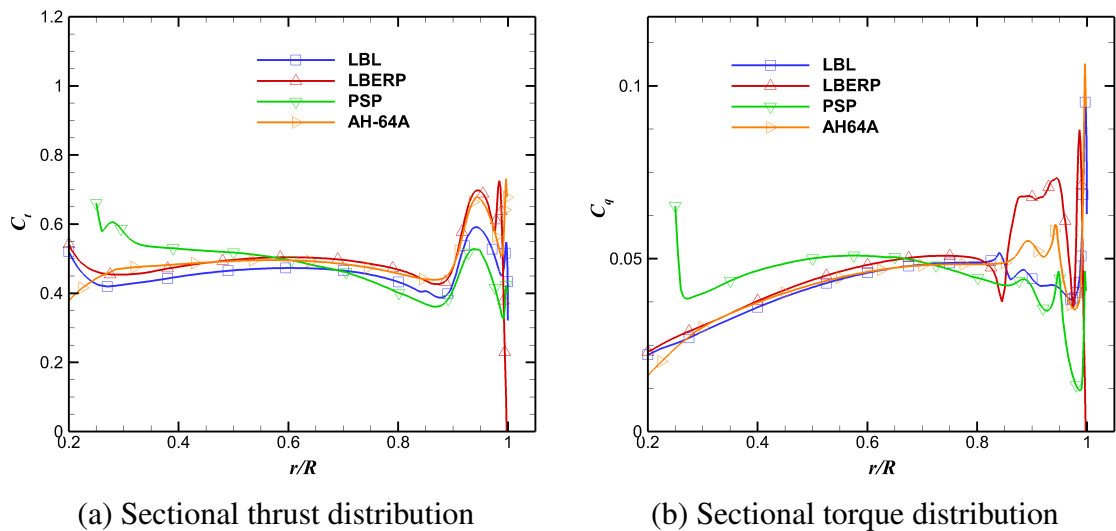 1.2
1
0.8
0.6
0.4
0.2
0
C_t
LBL
LBERP
PSP
AH-64A
0.2 0.4 0.6 0.8 1
r/R
(a) Sectional thrust distribution
0.1
0.05
0
C_q
LBL
LBERP
PSP
AH64A
0.2 0.4 0.6 0.8 1
r/R
(b) Sectional torque distribution